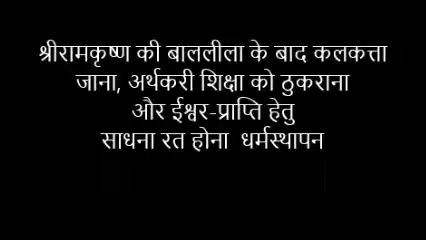 श्रीरामकृष्ण की बाललीला के बाद कलकत्ता
जाना, अर्थकरी शिक्षा को ठुकराना
और ईश्वर-प्राप्ति हेतु
साधना रत होना धर्मस्थापन